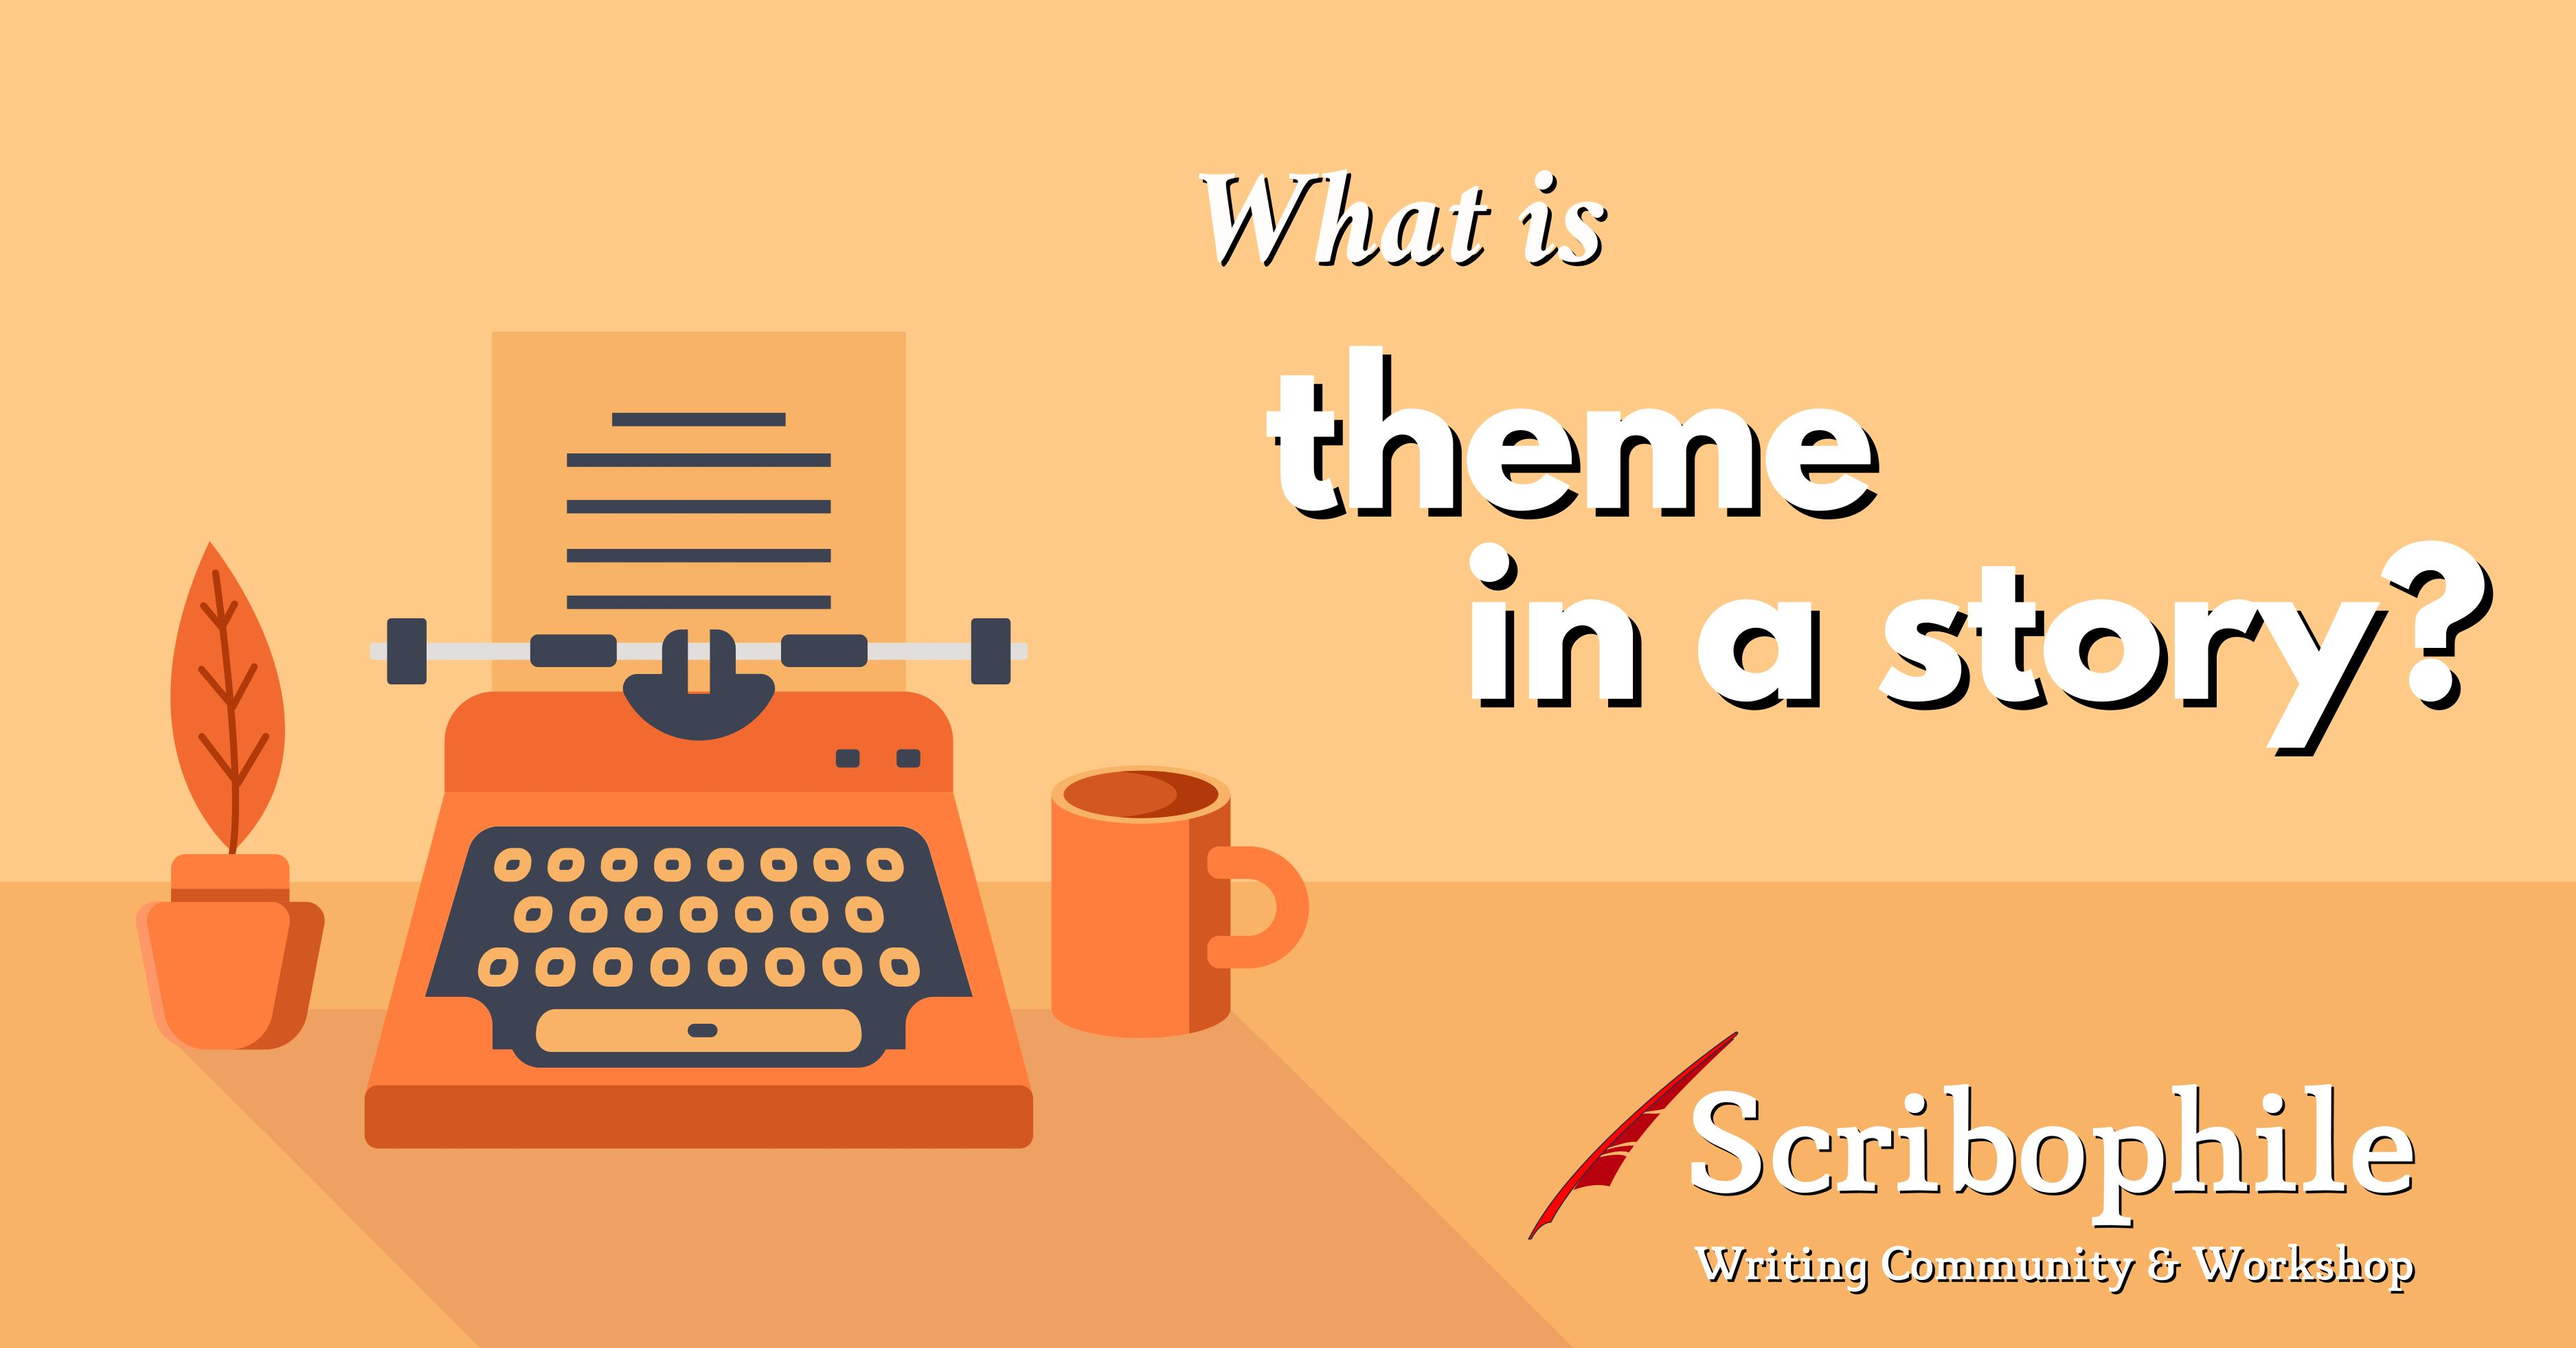 What is
theme
in a story?
Scribophile
Writing Community & Workshop